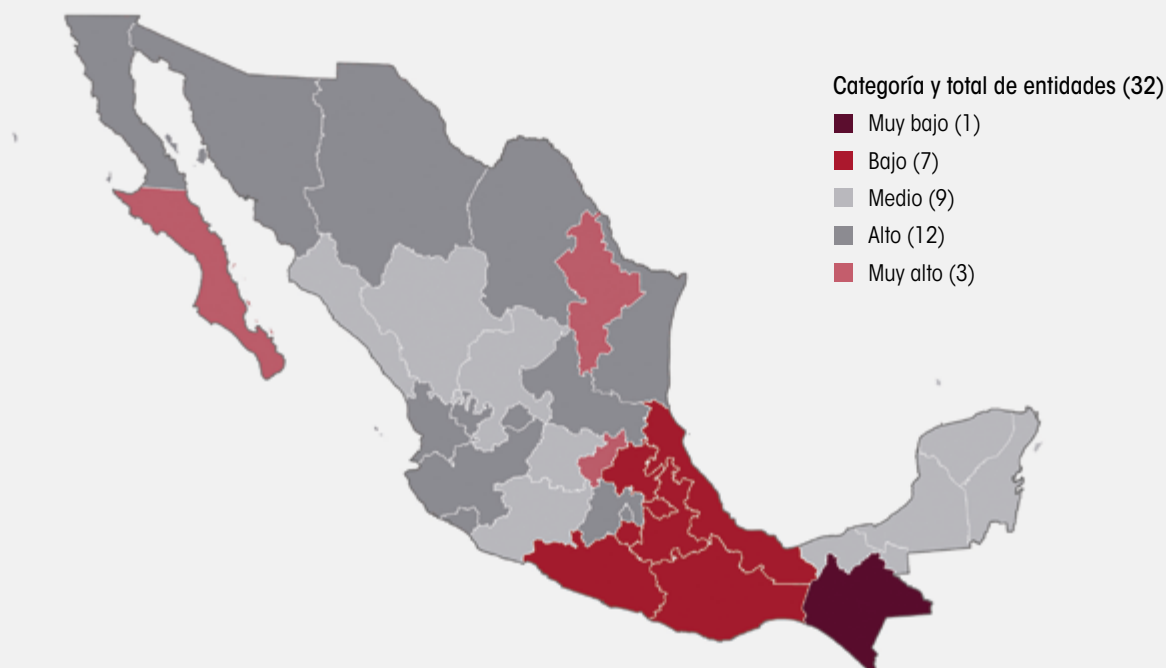 Categoría y total de entidades (32)
Muy bajo (1)
Bajo (7)
Medio (9)
Alto (12)
Muy alto (3)